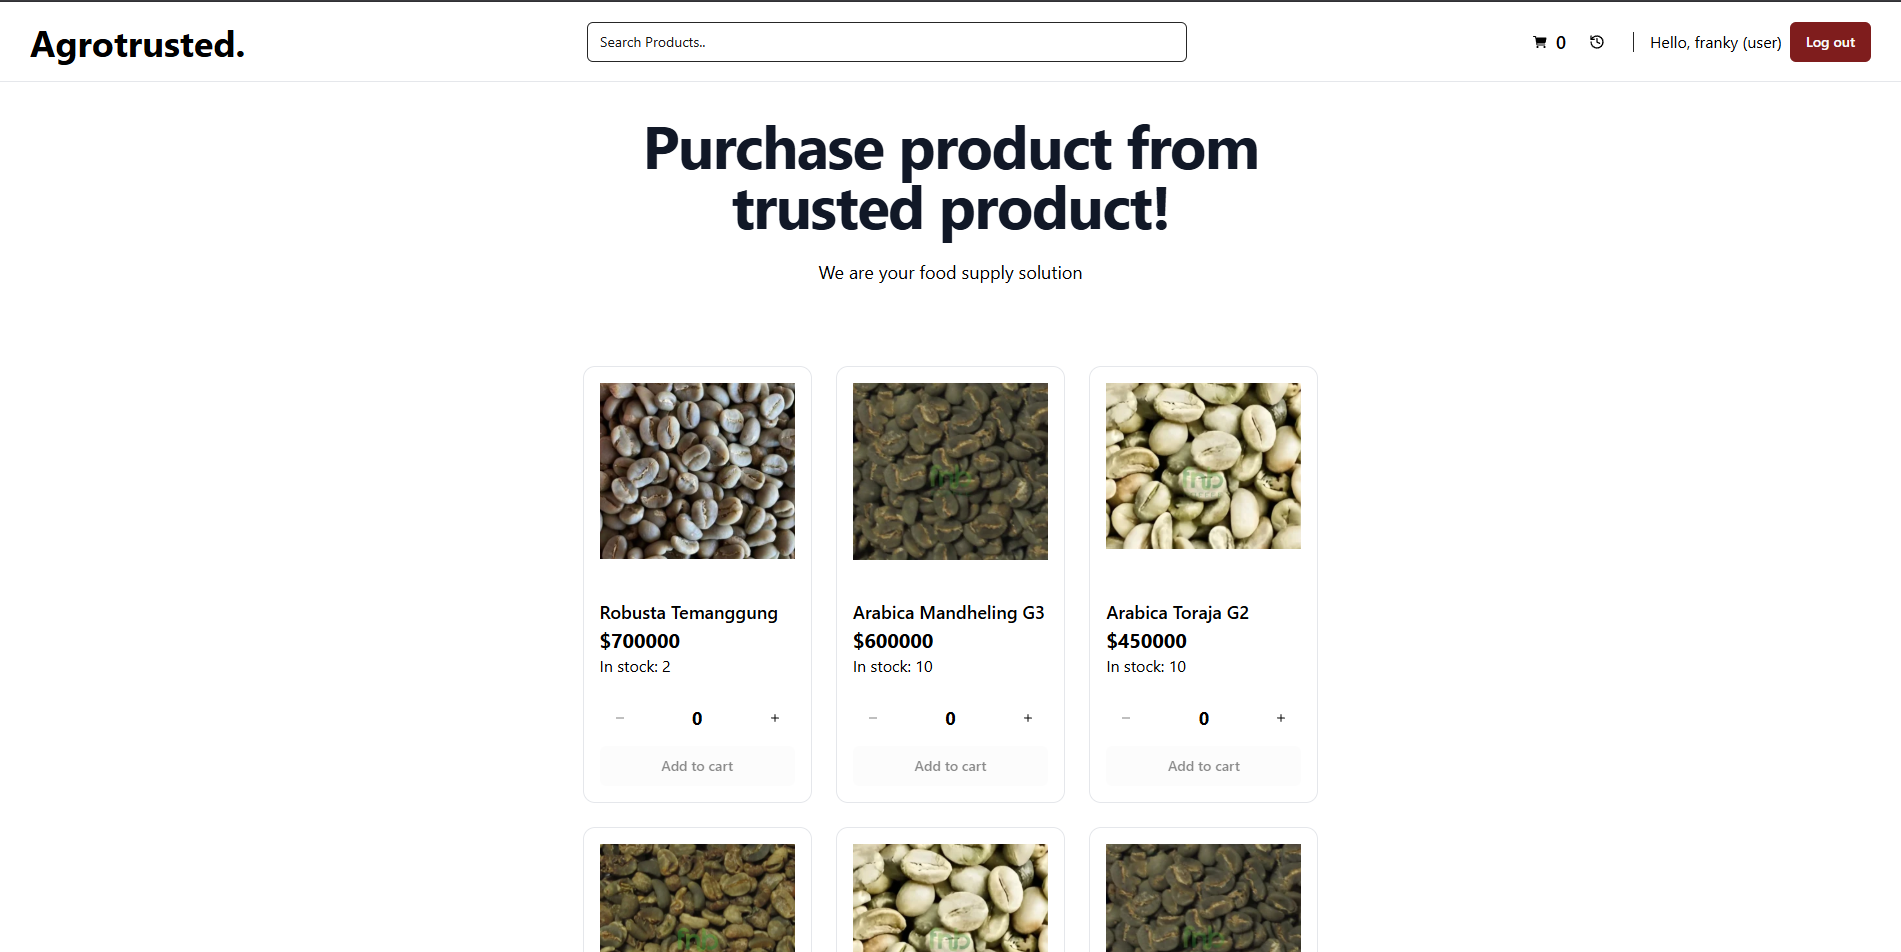 Agrotrusted.
Search Products..
0
Hello, franky (user)
Log out
Purchase product from
trusted product!
We are your food supply solution
Robusta Temanggung
$700000
In stock: 2
− 0 +
Add to cart
Arabica Mandheling G3
$600000
In stock: 10
− 0 +
Add to cart
Arabica Toraja G2
$450000
In stock: 10
− 0 +
Add to cart